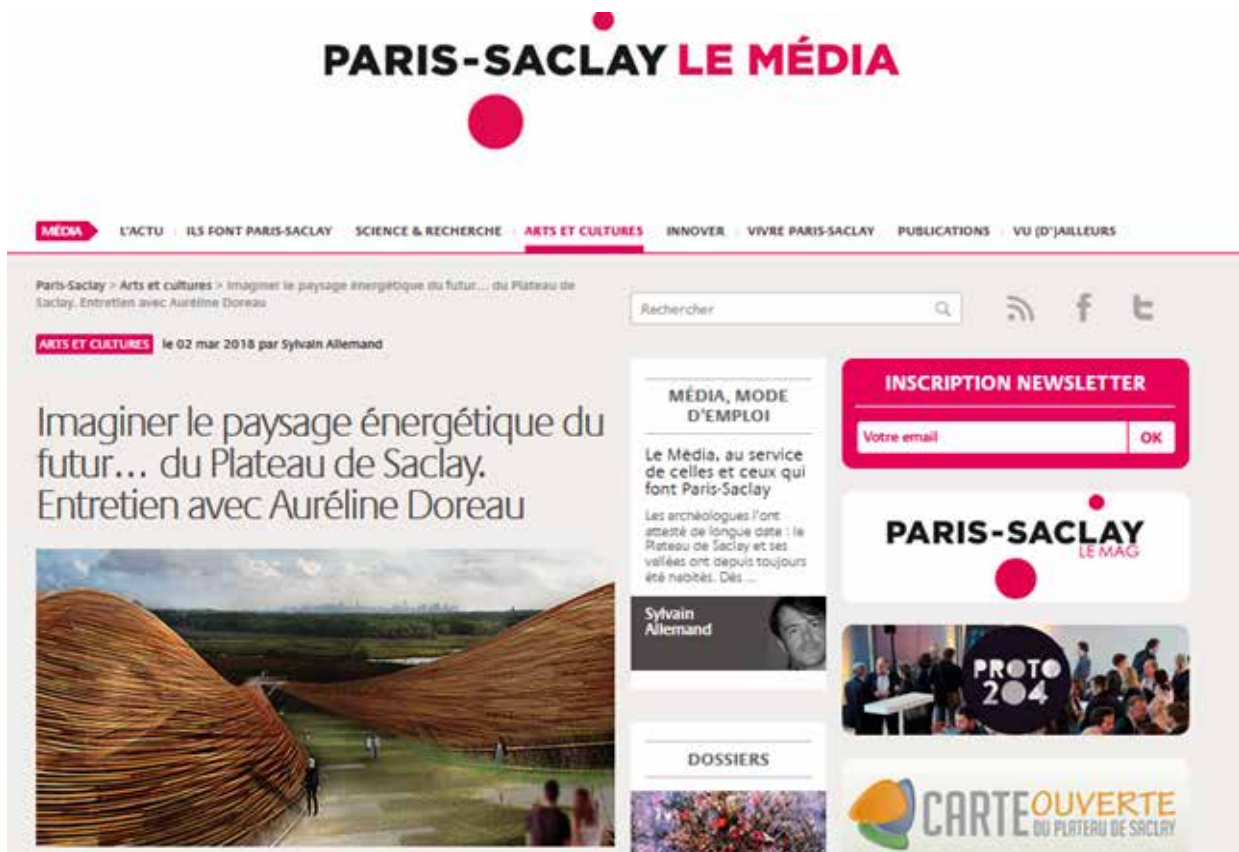 PARIS-SACLAY LE MÉDIA
MÉDIA L'ACTU ILS FONT PARIS-SACLAY SCIENCE & RECHERCHE ARTS ET CULTURES INNOVER VIVRE PARIS-SACLAY PUBLICATIONS VU (D')AILLEURS
Paris-Saclay > Arts et cultures > Imaginer le paysage énergétique du futur... du Plateau de
Saclay. Entretien avec Auréline Doreau
ARTS ET CULTURES le 02 mar 2018 par Sylvain Allemand
Imaginer le paysage énergétique du
futur... du Plateau de Saclay.
Entretien avec Auréline Doreau
Rechercher
MÉDIA, MODE
D'EMPLOI
Le Média, au service
de celles et ceux qui
font Paris-Saclay
Les archéologues l'ont
attesté de longue date : le
Plateau de Saclay et ses
vallées ont depuis toujours
été habités. Dès ...
Sylvain
Allemand
DOSSIERS
INSCRIPTION NEWSLETTER
Votre email OK
PARIS-SACLAY
LE MAG
PROTO
204
CARTE OUVERTE
DU PLATEAU DE SACLAY